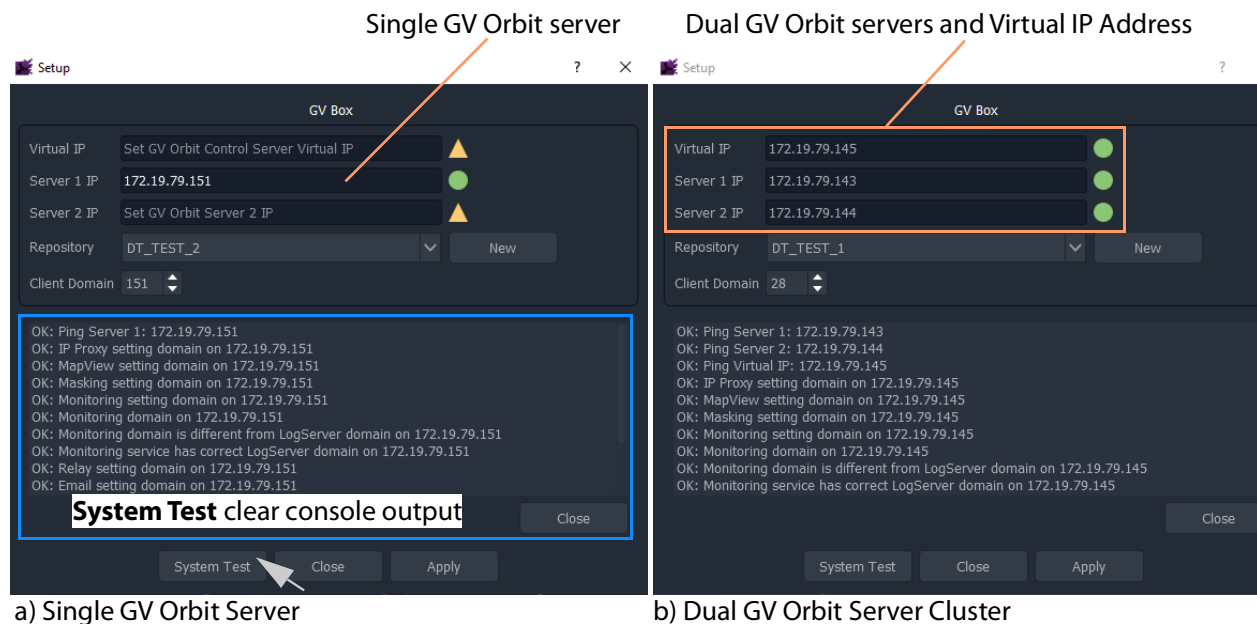 Single GV Orbit server
Dual GV Orbit servers and Virtual IP Address
Setup
?
GV Box
Virtual IP
Set GV Orbit Control Server Virtual IP
Server 1 IP
172.19.79.151
Server 2 IP
Set GV Orbit Server 2 IP
Repository
DT_TEST_2
New
Client Domain
151
OK: Ping Server 1: 172.19.79.151
OK: IP Proxy setting domain on 172.19.79.151
OK: MapView setting domain on 172.19.79.151
OK: Masking setting domain on 172.19.79.151
OK: Monitoring setting domain on 172.19.79.151
OK: Monitoring domain on 172.19.79.151
OK: Monitoring domain is different from LogServer domain on 172.19.79.151
OK: Monitoring service has correct LogServer domain on 172.19.79.151
OK: Relay setting domain on 172.19.79.151
OK: Email setting domain on 172.19.79.151
System Test clear console output
Close
System Test
Close
Apply
a) Single GV Orbit Server
Setup
?
GV Box
Virtual IP
172.19.79.145
Server 1 IP
172.19.79.143
Server 2 IP
172.19.79.144
Repository
DT_TEST_1
New
Client Domain
28
OK: Ping Server 1: 172.19.79.143
OK: Ping Server 2: 172.19.79.144
OK: Ping Virtual IP: 172.19.79.145
OK: IP Proxy setting domain on 172.19.79.145
OK: MapView setting domain on 172.19.79.145
OK: Masking setting domain on 172.19.79.145
OK: Monitoring setting domain on 172.19.79.145
OK: Monitoring domain on 172.19.79.145
OK: Monitoring domain is different from LogServer domain on 172.19.79.145
OK: Monitoring service has correct LogServer domain on 172.19.79.145
Close
System Test
Close
Apply
b) Dual GV Orbit Server Cluster